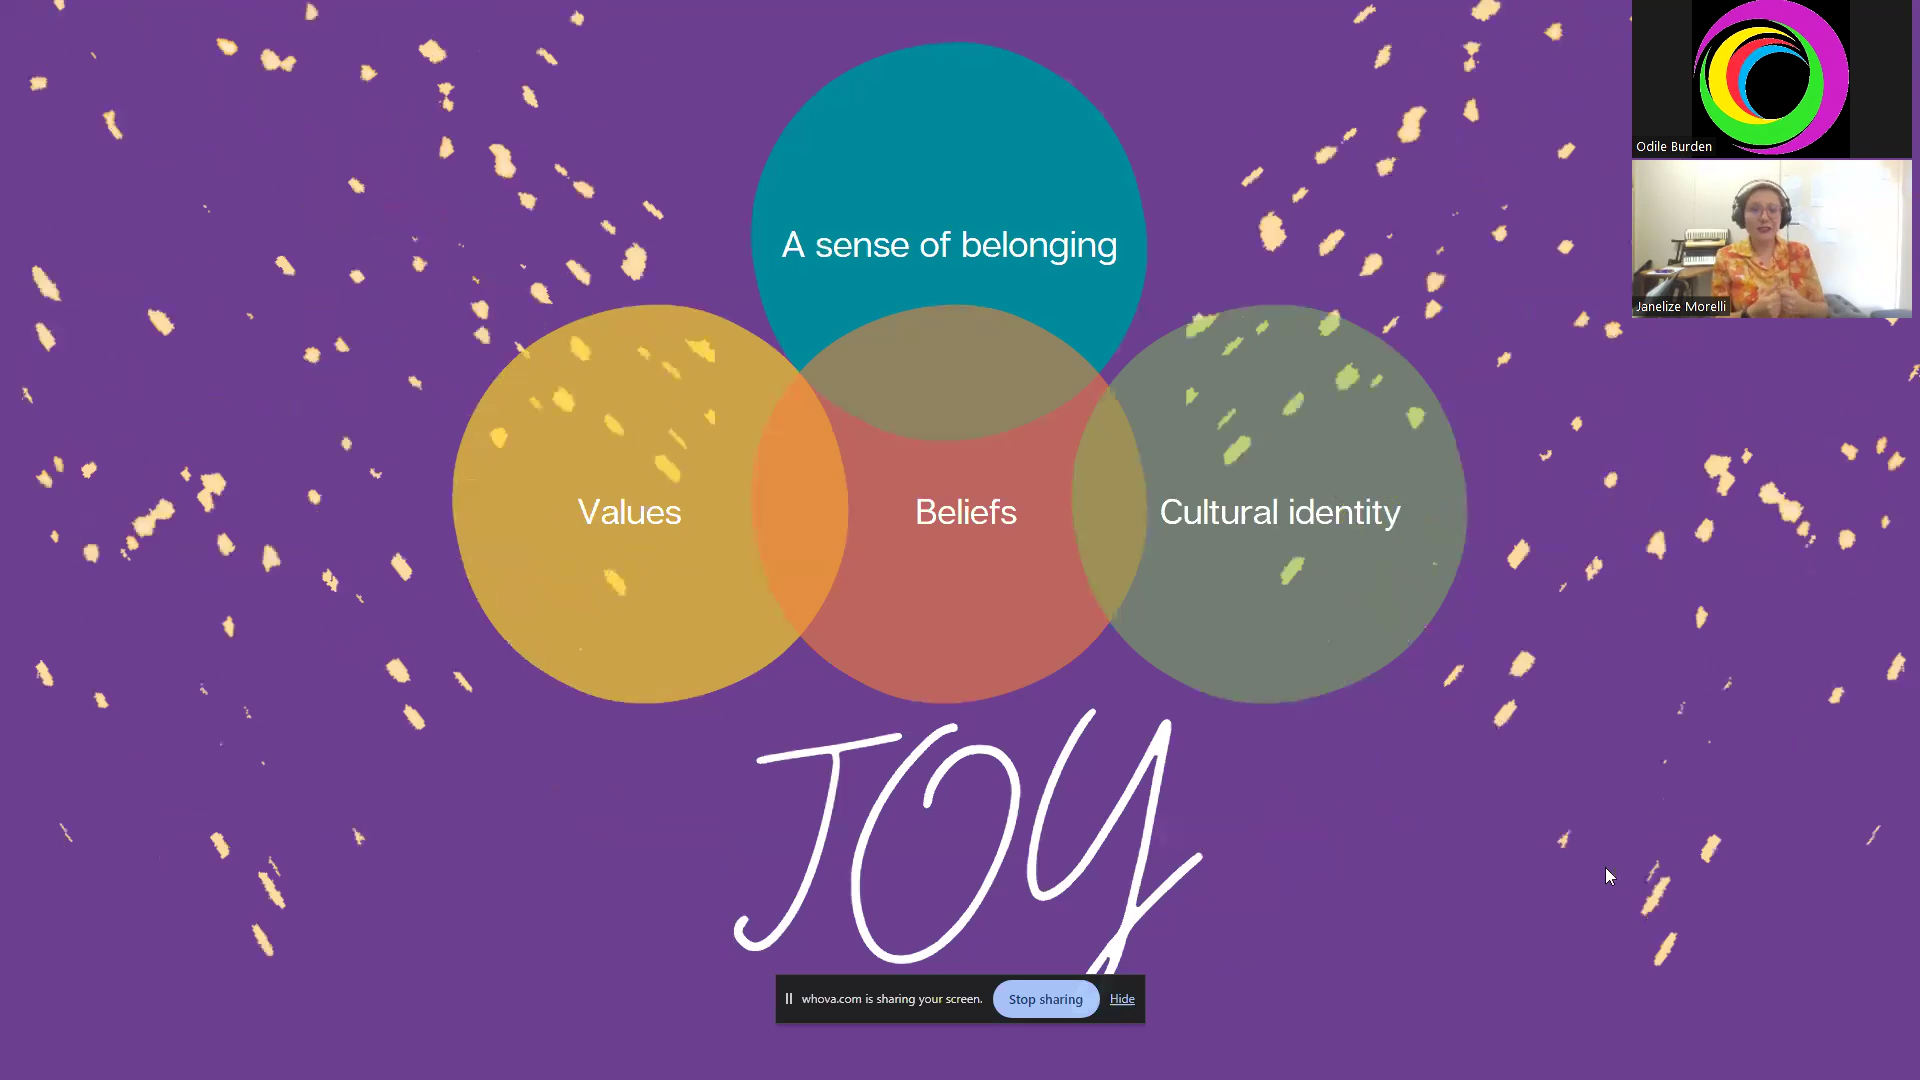 A sense of belonging
Values
Beliefs
Cultural identity
JOY
Odile Burden
Janelize Morelli
whova.com is sharing your screen.
Stop sharing
Hide